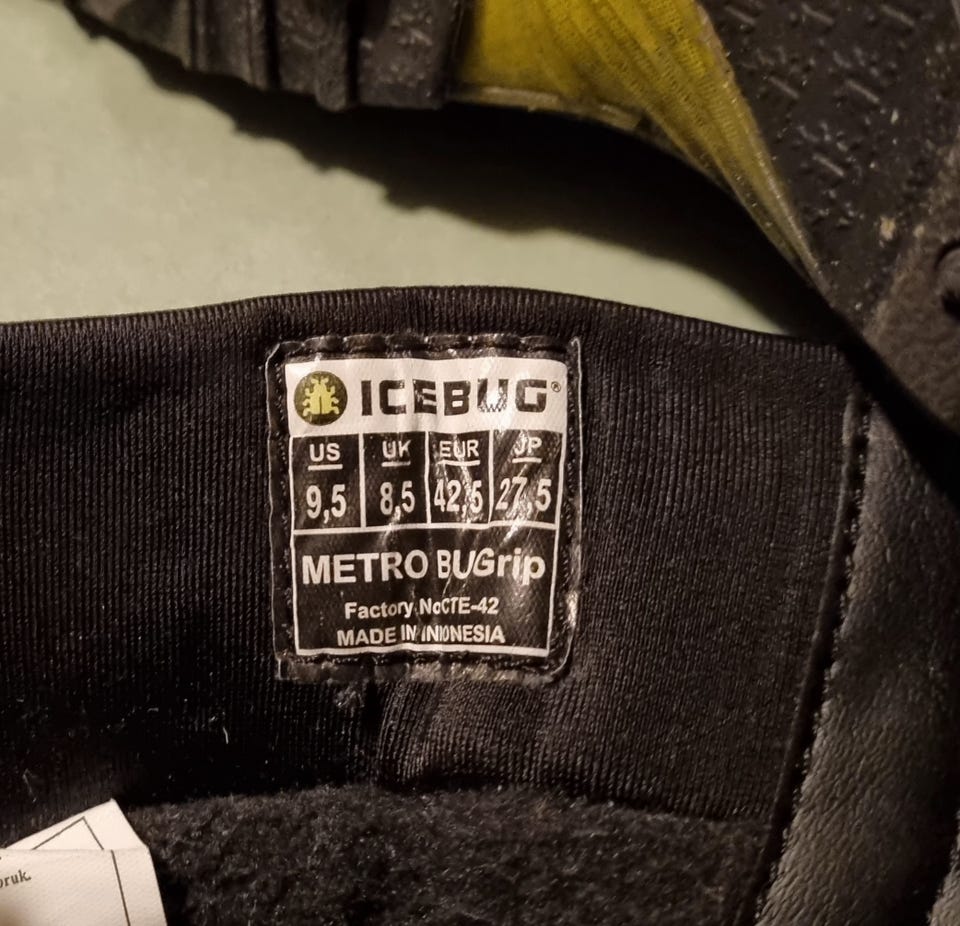 ICEBUG®
US UK EUR JP
9,5 8,5 42,5 27,5
METRO BUGrip
Factory No CTE-42
MADE IN INDONESIA
oruk.